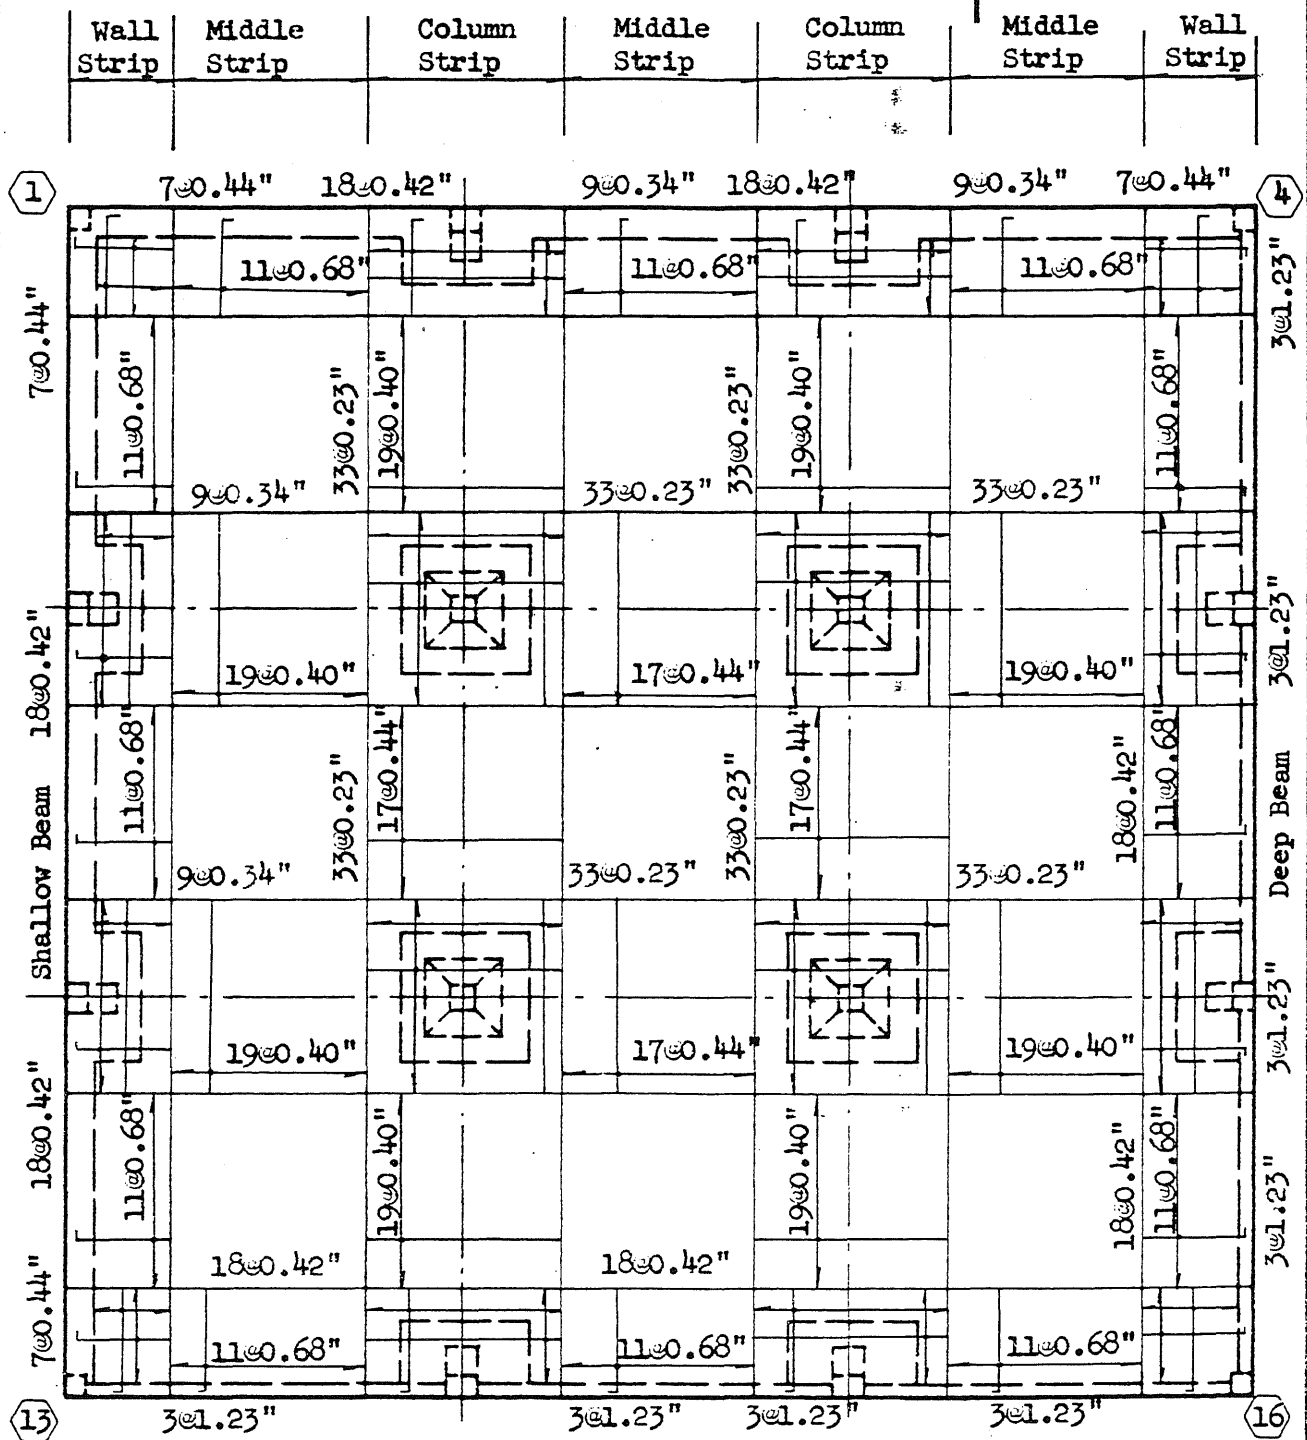 Wall Middle Column Middle Column Middle Wall
Strip Strip Strip Strip Strip Strip Strip
1 7@0.44" 18@0.42" 9@0.34" 18@0.42" 9@0.34" 7@0.44" 4
11@0.68" 11@0.68" 11@0.68"
7@0.44" 3@1.23"
11@0.68" 33@0.23" 19@0.40" 33@0.23" 19@0.40" 11@0.68"
9@0.34" 33@0.23" 33@0.23"
18@0.42" 3@1.23"
19@0.40" 17@0.44" 19@0.40"
Shallow Beam
11@0.68" 33@0.23" 17@0.44" 33@0.23" 17@0.44" 18@0.42" 11@0.68"
Deep Beam
9@0.34" 33@0.23" 33@0.23"
19@0.40" 17@0.44" 19@0.40"
3@1.23"
18@0.42"
11@0.68" 19@0.40" 19@0.40" 18@0.42" 11@0.68"
3@1.23"
18@0.42" 18@0.42"
7@0.44"
11@0.68" 11@0.68" 11@0.68"
13 3@1.23" 3@1.23" 3@1.23" 3@1.23" 16